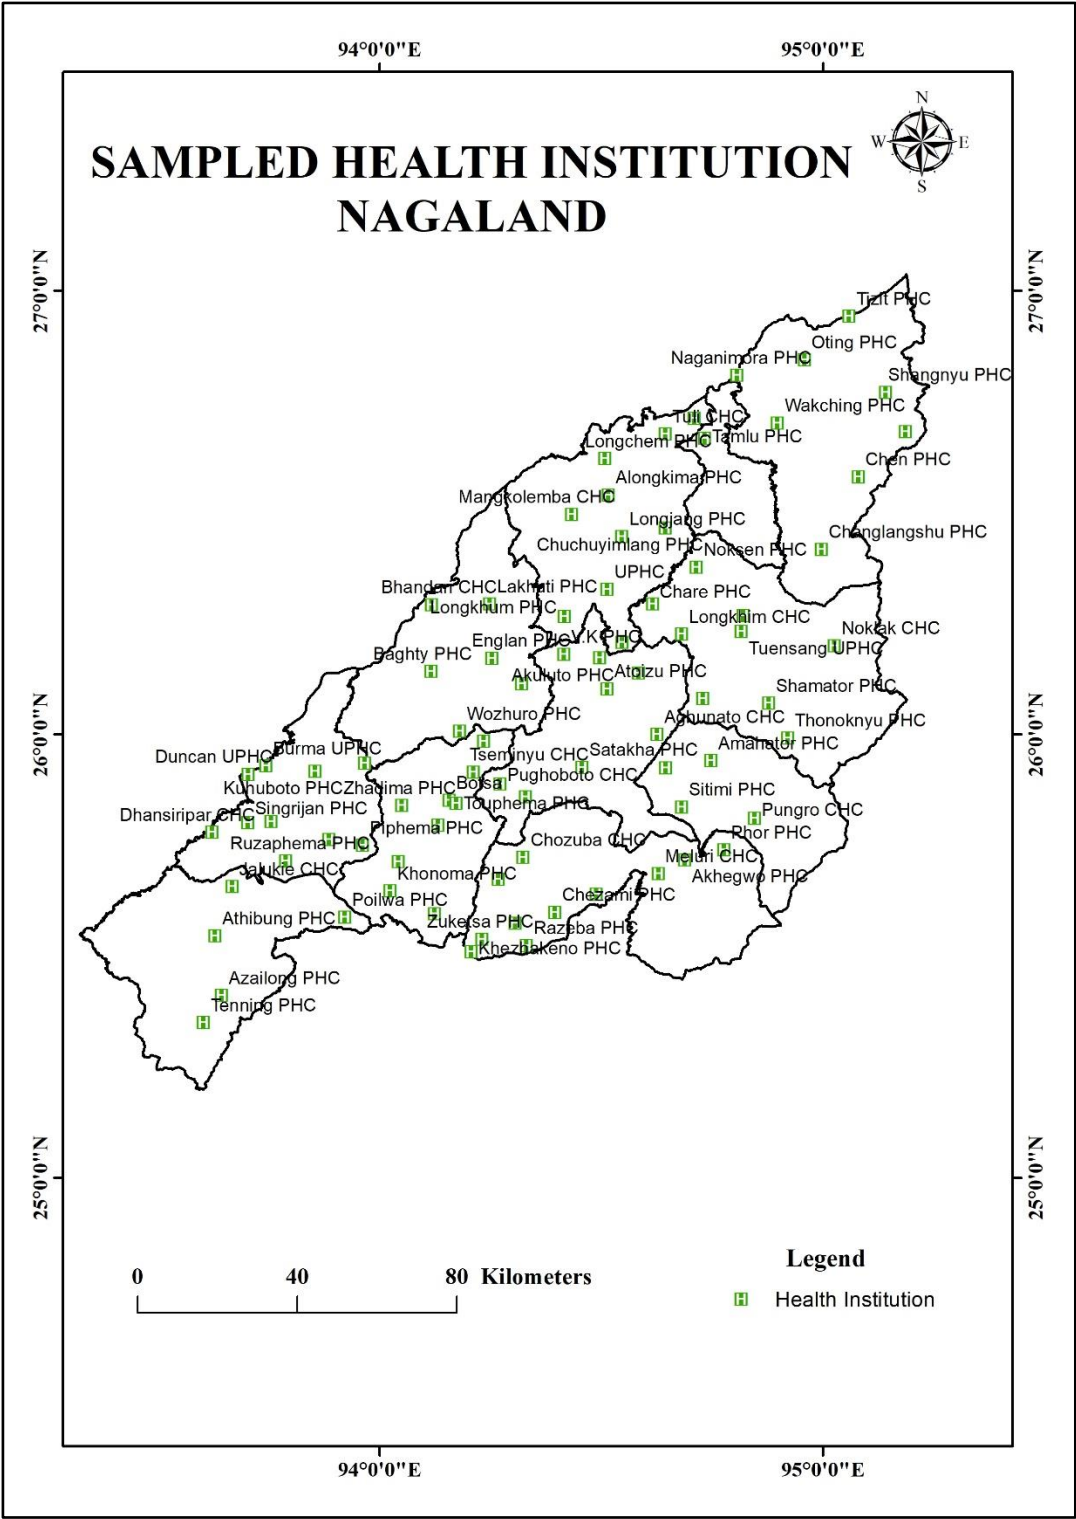 94°0'0"E
95°0'0"E
N
W
E
S
SAMPLED HEALTH INSTITUTION
NAGALAND
27°0'0"N
27°0'0"N
Tizit PHC
Oting PHC
Naganimora PHC
Shangnyu PHC
Wakching PHC
Tuli CHC
Tamlu PHC
Longchem PHC
Chen PHC
Alongkima PHC
Mangkolemba CHC
Longjang PHC
Changlangshu PHC
Chuchuyimlang PHC
Noksen PHC
UPHC
Bhandari CHC
Lakhuti PHC
Chare PHC
Longkhum PHC
Longkhim CHC
Noklak CHC
Englan PHC
V.K PHC
Tuensang UPHC
Baghty PHC
Akuluto PHC
Atoizu PHC
Shamator PHC
Wozhuro PHC
Aghunato CHC
Thonoknyu PHC
26°0'0"N
26°0'0"N
Duncan UPHC
Burma UPHC
Tseminyu CHC
Satakha PHC
Amahator PHC
Kuhuboto PHC
Zhadima PHC
Botsa
Pughoboto CHC
Sitimi PHC
Dhansiripar CHC
Singrijan PHC
Touphema PHC
Pungro CHC
Piphema PHC
Phor PHC
Ruzaphema PHC
Chozuba CHC
Meluri CHC
Jalukie CHC
Khonoma PHC
Akhegwo PHC
Poilwa PHC
Chezami PHC
Athibung PHC
Zuketsa PHC
Razeba PHC
Khezhakeno PHC
Azailong PHC
Tenning PHC
25°0'0"N
25°0'0"N
Legend
0
40
80 Kilometers
Health Institution
94°0'0"E
95°0'0"E